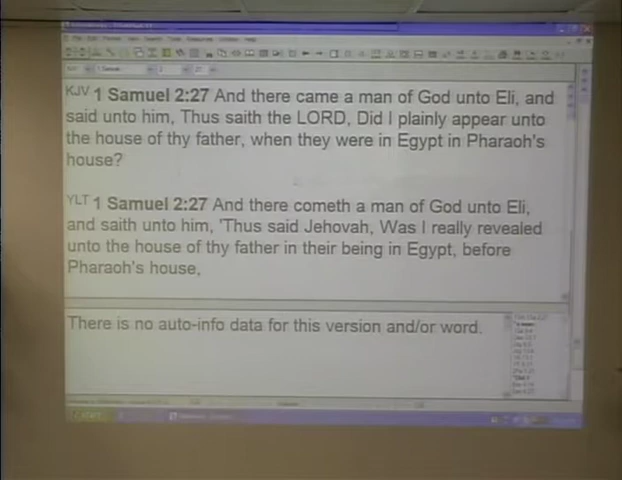 KJV 1 Samuel 2:27 And there came a man of God unto Eli, and
said unto him, Thus saith the LORD, Did I plainly appear unto
the house of thy father, when they were in Egypt in Pharaoh's
house?
YLT 1 Samuel 2:27 And there cometh a man of God unto Eli,
and saith unto him, 'Thus said Jehovah, Was I really revealed
unto the house of thy father in their being in Egypt, before
Pharaoh's house,
There is no auto-info data for this version and/or word.